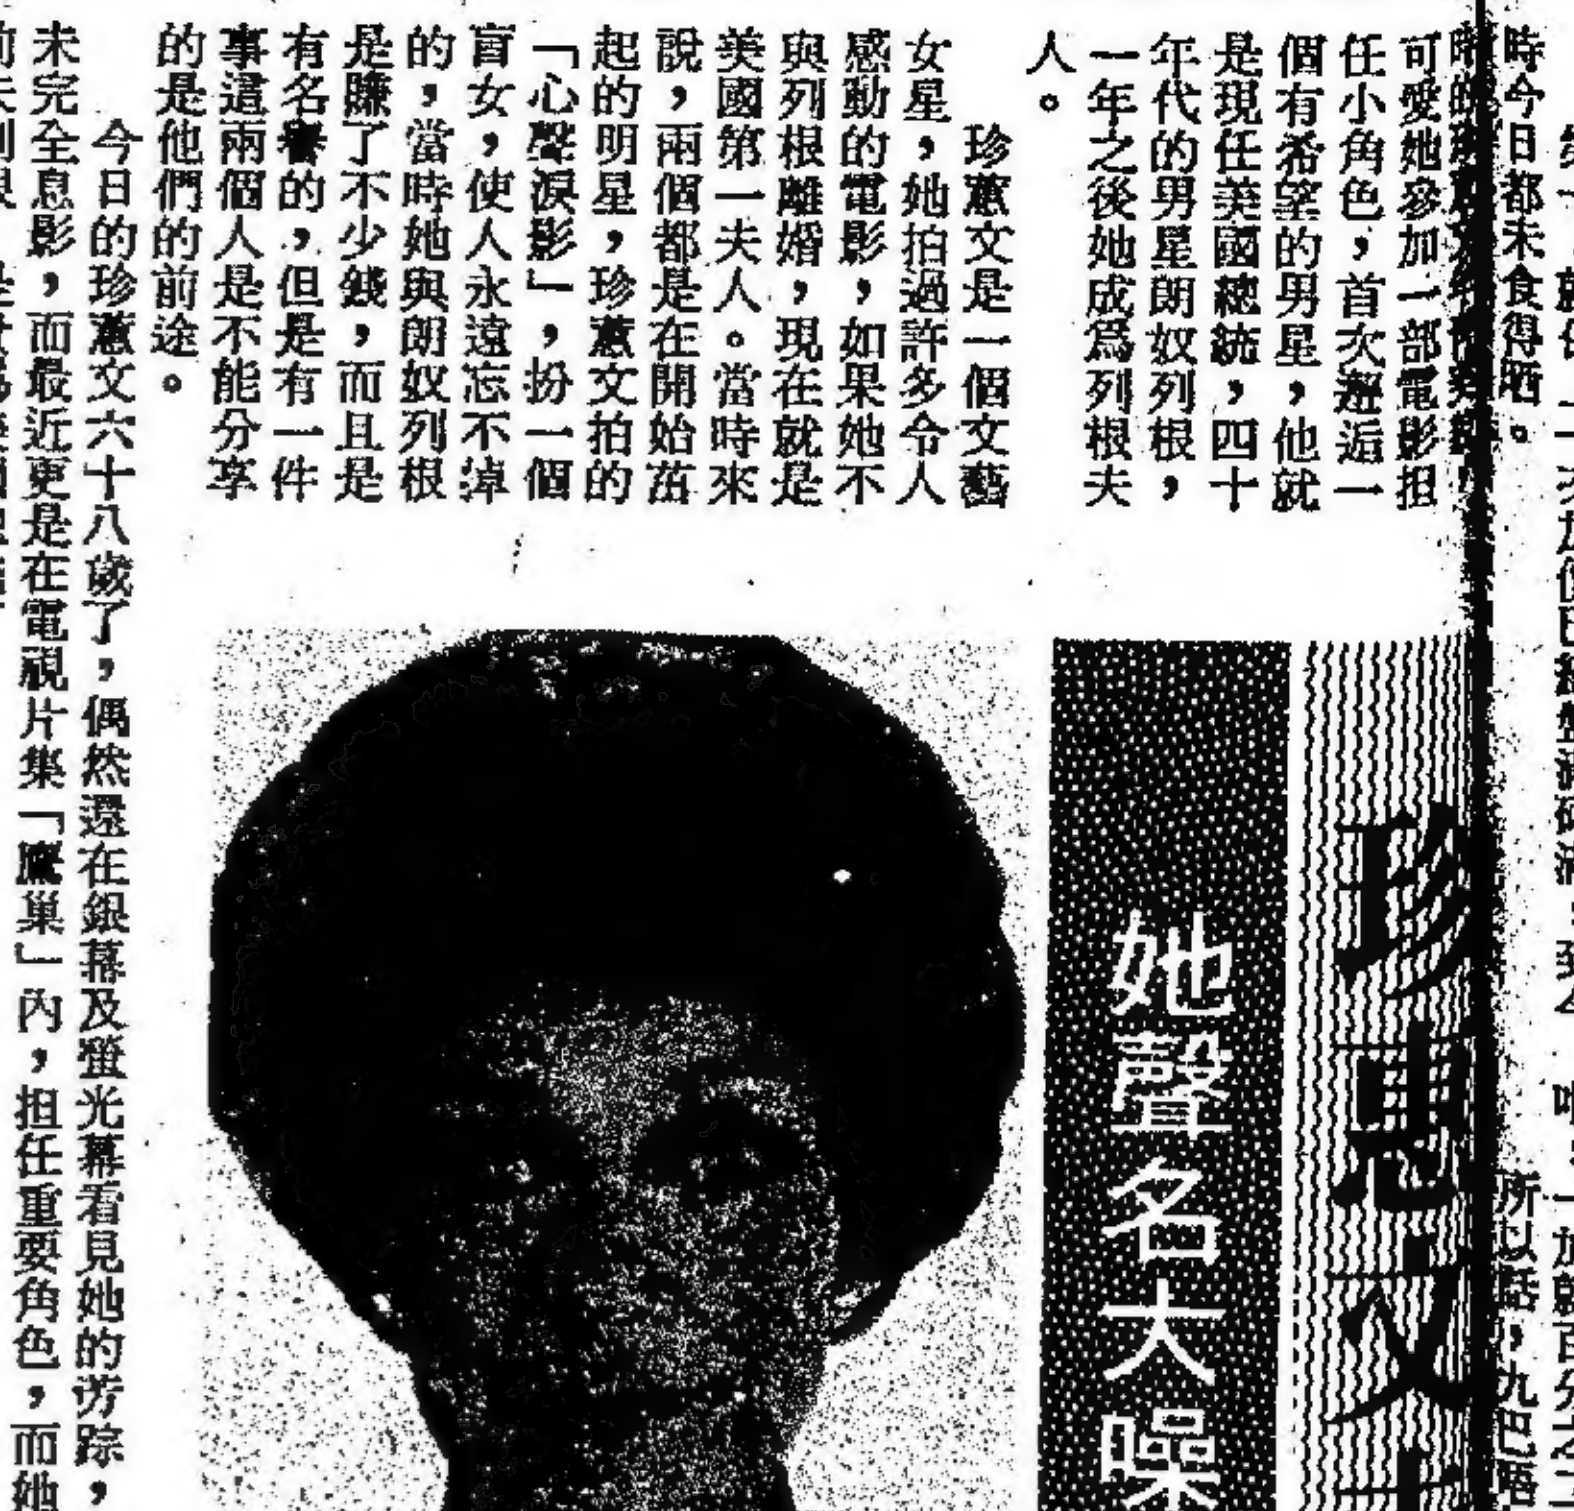 時今日都未食得晒。
可愛她參加一部電影担
任小角色，首次邂逅一
個有希望的男星，他就
是現任美國總統，四十
年代的男星朗奴列根，
一年之後她成爲列根夫
人。
珍蕙文是一個文藝
女星，她拍過許多令人
感動的電影，如果她不
與列根離婚，現在就是
美國第一夫人。當時來
說，兩個都是在開始茁
起的明星，珍蕙文拍的
「心聲淚影」，扮一個
盲女，使人永遠忘不掉
的，當時她與朗奴列根
是賺了不少錢，而且是
有名譽的，但是有一件
事這兩個人是不能分享
的是他們的前途。
今日的珍蕙文六十八歲了，偶然還在銀幕及螢光幕看見她的芳踪，
未完全息影，而最近更是在電視片集「鷹巢」內，担任重要角色，而她
珍惠文
她聲名大噪
所以話，九巴唔